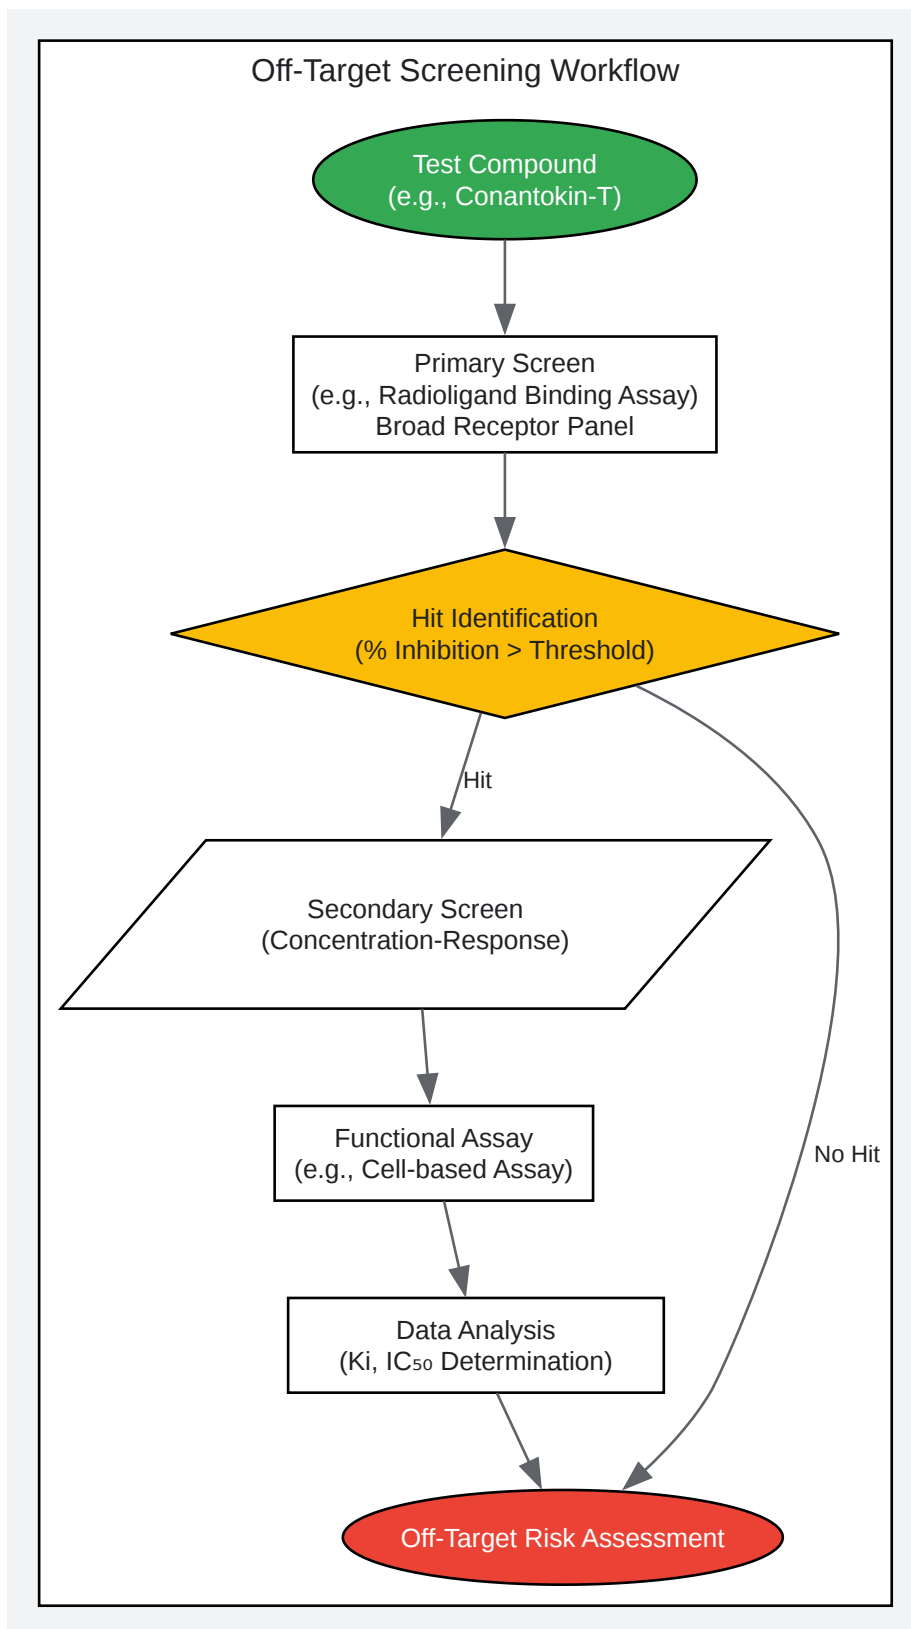 Off-Target Screening Workflow
Test Compound
(e.g., Conantokin-T)
Primary Screen
(e.g., Radioligand Binding Assay)
Broad Receptor Panel
Hit Identification
(% Inhibition > Threshold)
Hit
Secondary Screen
(Concentration-Response)
Functional Assay
(e.g., Cell-based Assay)
No Hit
Data Analysis
(Ki, IC₅₀ Determination)
Off-Target Risk Assessment